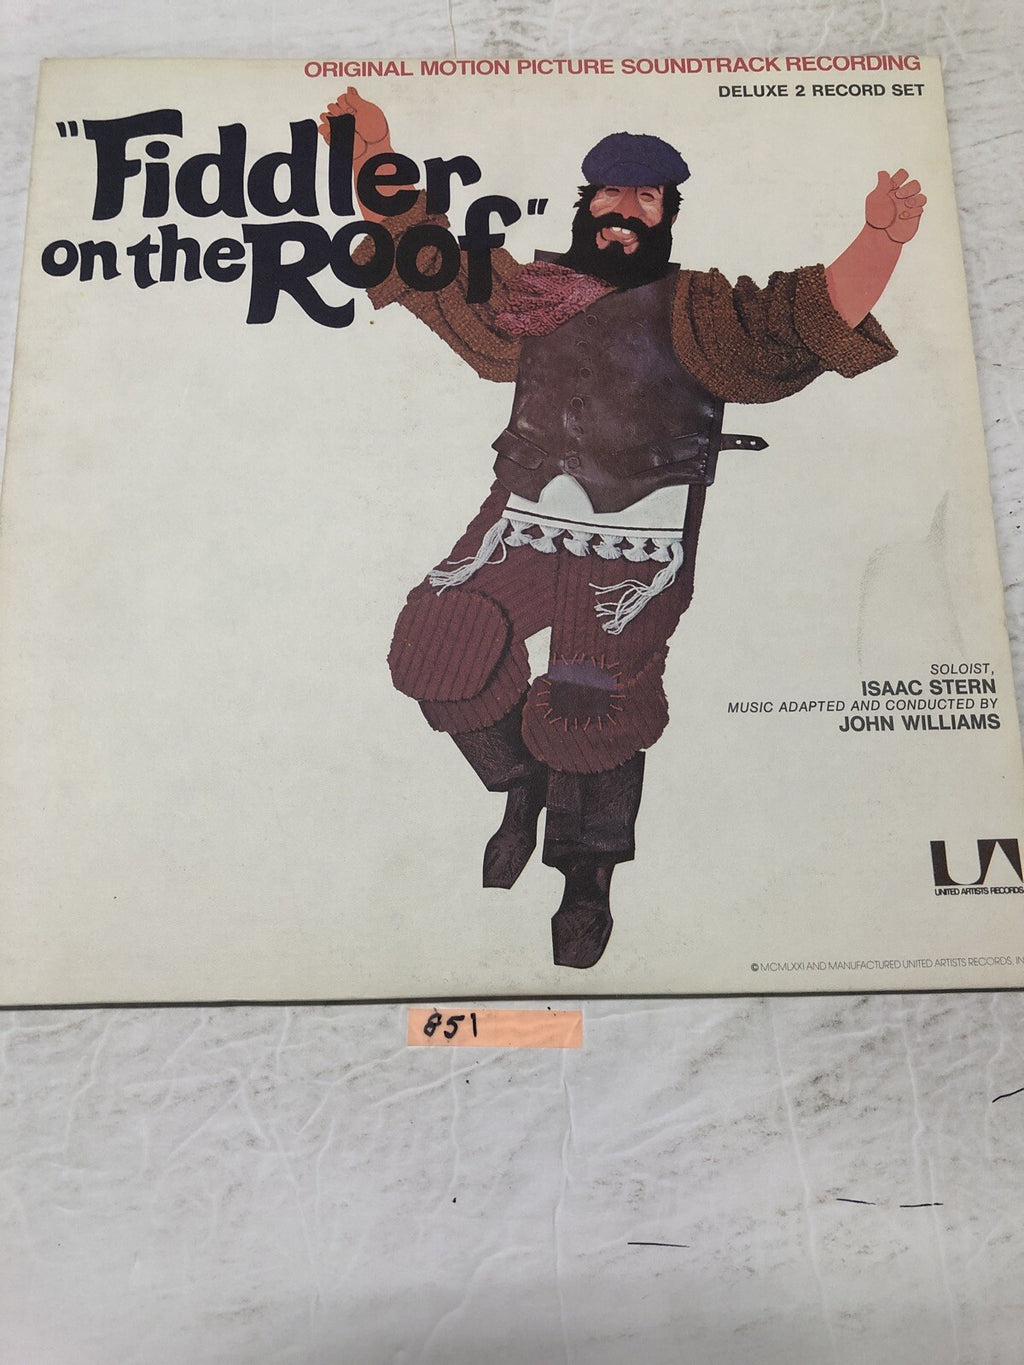 ORIGINAL MOTION PICTURE SOUNDTRACK RECORDING
DELUXE 2 RECORD SET
"Fiddler
on the Roof"
SOLOIST,
ISAAC STERN
MUSIC ADAPTED AND CONDUCTED BY
JOHN WILLIAMS
UA
UNITED ARTISTS RECORDS
© MCMLXXI AND MANUFACTURED UNITED ARTISTS RECORDS, IN
851